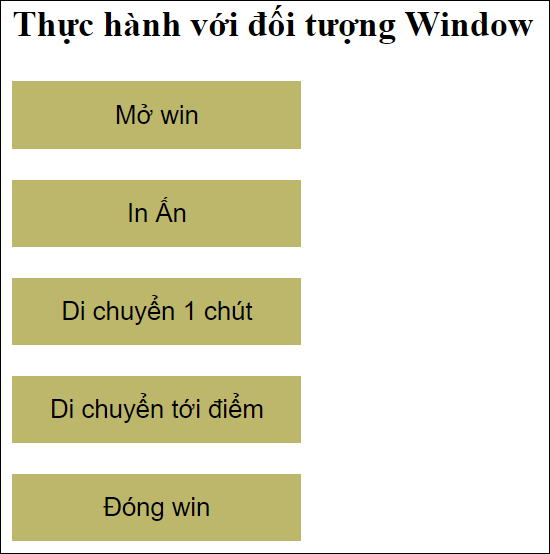 Thực hành với đối tượng Window
Mở win
In Ấn
Di chuyển 1 chút
Di chuyển tới điểm
Đóng win